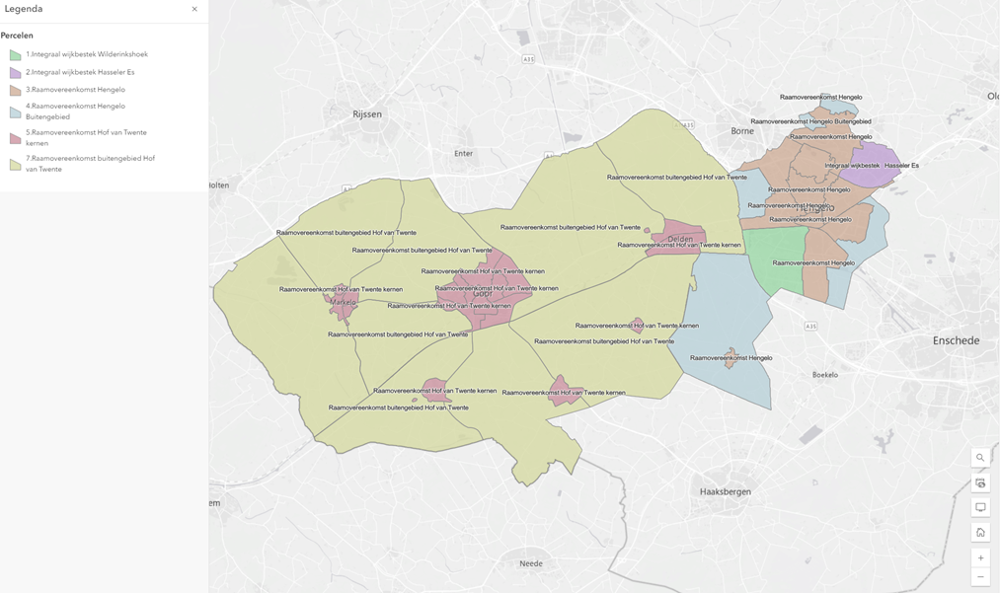 Legenda
Percelen
1.Integraal wijkbestek Wilderinkshoek
2.Integraal wijkbestek Hasseler Es
3.Raamovereenkomst Hengelo
4.Raamovereenkomst Hengelo
Buitengebied
5.Raamovereenkomst Hof van Twente
kernen
7.Raamovereenkomst buitengebied Hof
van Twente
A35
Raamovereenkomst Hengelo
Rijssen
A35
Raamovereenkomst Hengelo Buitengebied
Borne
Raamovereenkomst Hengelo
Enter
Integraal wijkbestek Hasseler Es
Raamovereenkomst buitengebied Hof van Twente
Holten
Raamovereenkomst Hengelo
Raamovereenkomst Hengelo
Hengelo
Raamovereenkomst Hengelo
Raamovereenkomst buitengebied Hof van Twente
Raamovereenkomst buitengebied Hof van Twente
Delden
Raamovereenkomst Hof van Twente kernen
Raamovereenkomst buitengebied Hof van Twente
Raamovereenkomst Hengelo
Raamovereenkomst Hof van Twente kernen
Raamovereenkomst Hof van Twente kernen
Raamovereenkomst Hof van Twente kernen
Goor
Markelo
Raamovereenkomst Hof van Twente kernen
Raamovereenkomst Hof van Twente kernen
A35
Raamovereenkomst buitengebied Hof van Twente
Raamovereenkomst buitengebied Hof van Twente
Enschede
Raamovereenkomst Hengelo
Boekelo
Raamovereenkomst Hof van Twente kernen
Raamovereenkomst Hof van Twente kernen
Raamovereenkomst buitengebied Hof van Twente
Haaksbergen
Neede